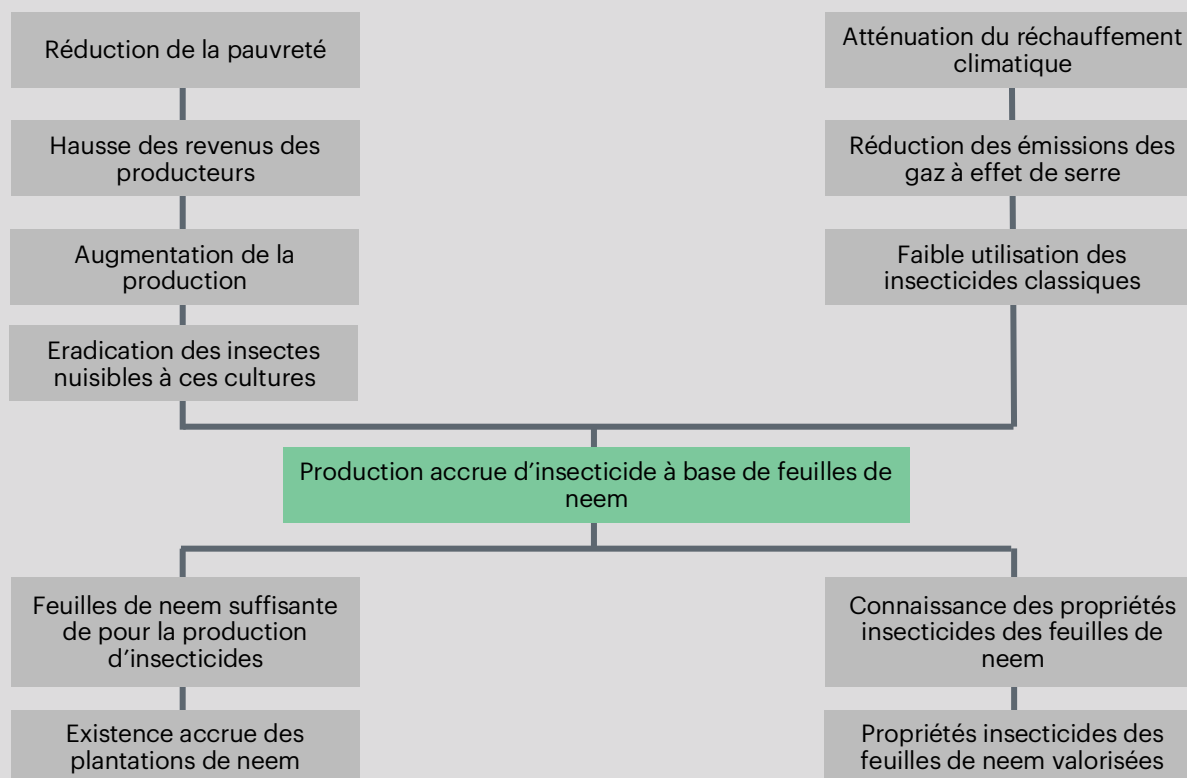 Réduction de la pauvreté
Atténuation du réchauffement
climatique
Hausse des revenus des
producteurs
Réduction des émissions des
gaz à effet de serre
Augmentation de la
production
Faible utilisation des
insecticides classiques
Eradication des insectes
nuisibles à ces cultures
Production accrue d’insecticide à base de feuilles de
neem
Feuilles de neem suffisante
de pour la production
d’insecticides
Connaissance des propriétés
insecticides des feuilles de
neem
Existence accrue des
plantations de neem
Propriétés insecticides des
feuilles de neem valorisées